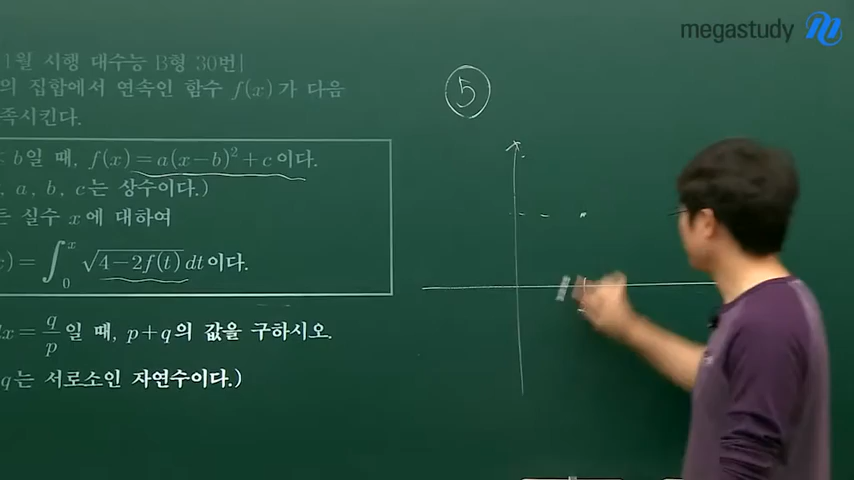 megastudy
1월 시행 대수능 B형 30번]
의 집합에서 연속인 함수 f(x)가 다음
족시킨다.
b일 때, f(x)=a(x−b)²+c이다.
, a, b, c는 상수이다.)
든 실수 x에 대하여
)=∫₀ˣ √(4−2f(t)) dt이다.
dx=q/p일 때, p+q의 값을 구하시오.
q는 서로소인 자연수이다.)
⑤